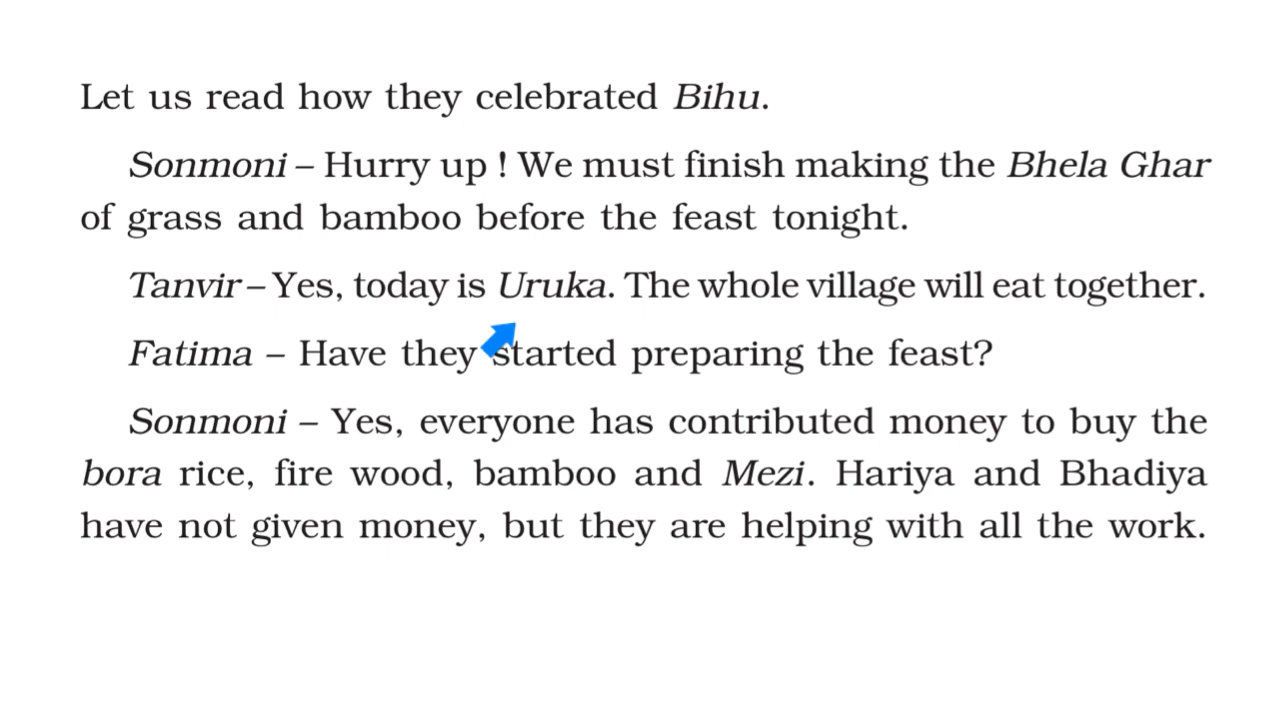 Let us read how they celebrated Bihu.
Sonmoni – Hurry up ! We must finish making the Bhela Ghar
of grass and bamboo before the feast tonight.
Tanvir – Yes, today is Uruka. The whole village will eat together.
Fatima – Have they started preparing the feast?
Sonmoni – Yes, everyone has contributed money to buy the
bora rice, fire wood, bamboo and Mezi. Hariya and Bhadiya
have not given money, but they are helping with all the work.